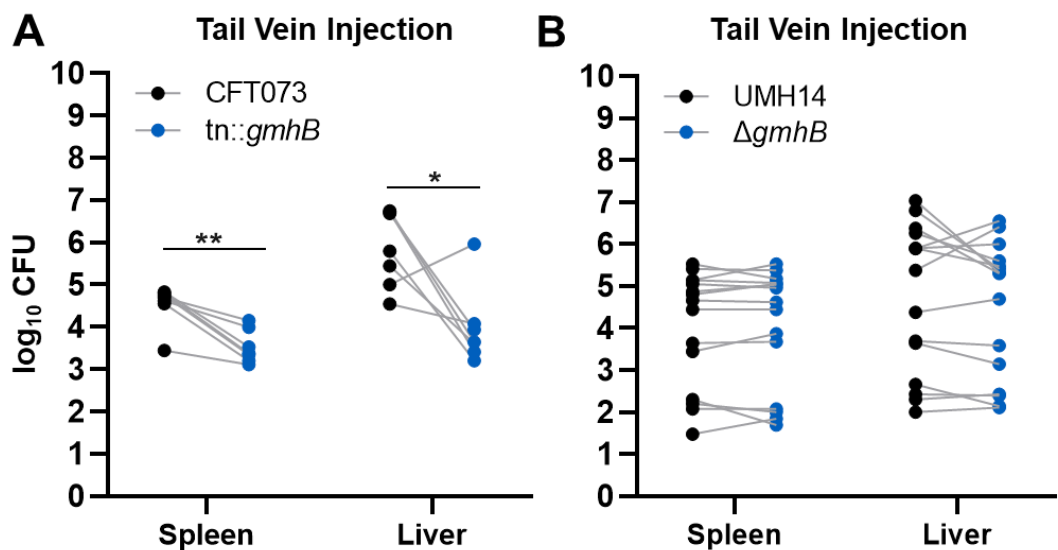 A Tail Vein Injection
10
9
8
7
6
5
4
3
2
1
0
log10 CFU
CFT073
tn::gmhB
**
*
Spleen Liver
B Tail Vein Injection
10
9
8
7
6
5
4
3
2
1
0
UMH14
ΔgmhB
Spleen Liver